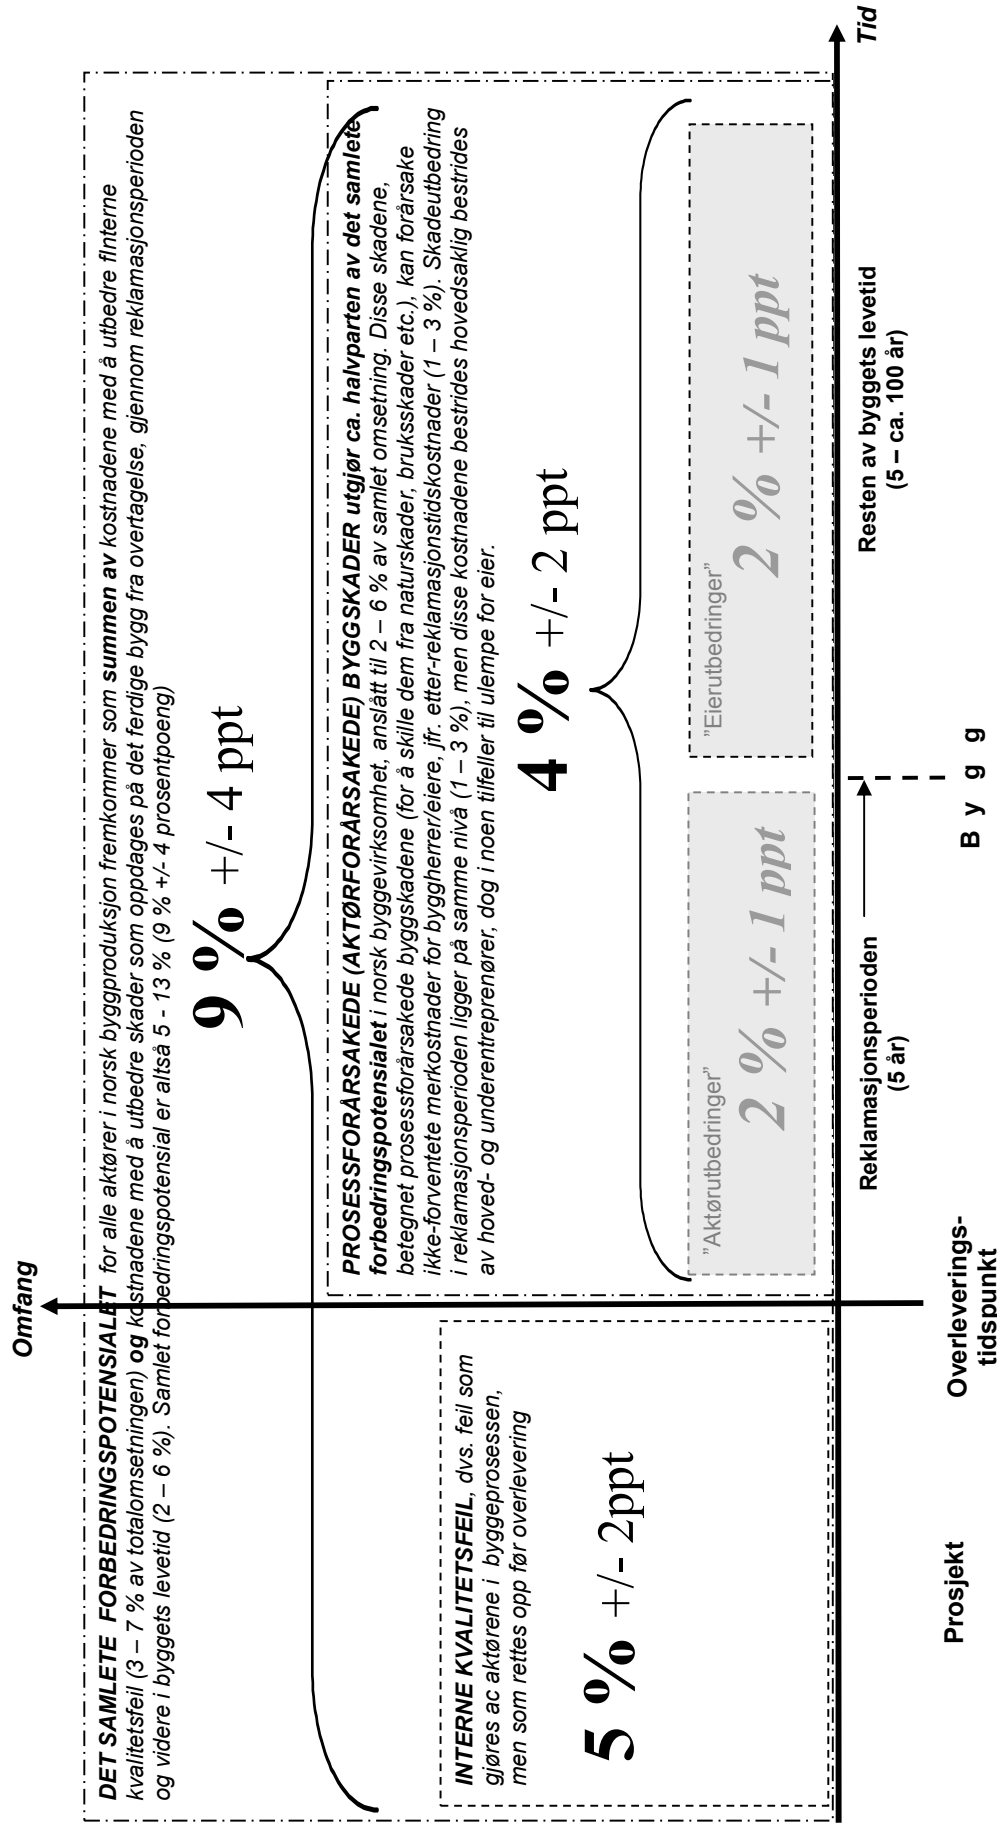 Omfang
DET SAMLETE FORBEDRINGSPOTENSIALET for alle aktører i norsk byggproduksjon fremkommer som summen av kostnadene med å utbedre fInterne
kvalitetsfeil (3 – 7 % av totalomsetningen) og kostnadene med å utbedre skader som oppdages på det ferdige bygg fra overtagelse, gjennom reklamasjonsperioden
og videre i byggets levetid (2 – 6 %). Samlet forbedringspotensial er altså 5 - 13 % (9 % +/- 4 prosentpoeng)
9 % +/- 4 ppt
PROSESSFORÅRSAKEDE (AKTØRFORÅRSAKEDE) BYGGSKADER utgjør ca. halvparten av det samlete
forbedringspotensialet i norsk byggevirksomhet, anslått til 2 – 6 % av samlet omsetning. Disse skadene,
betegnet prosessforårsakede byggskadene (for å skille dem fra naturskader, bruksskader etc.), kan forårsake
ikke-forventete merkostnader for byggherrer/eiere, jfr. etter-reklamasjonstidskostnader (1 – 3 %). Skadeutbedring
i reklamasjonsperioden ligger på samme nivå (1 – 3 %), men disse kostnadene bestrides hovedsaklig bestrides
av hoved- og underentreprenører, dog i noen tilfeller til ulempe for eier.
4 % +/- 2 ppt
INTERNE KVALITETSFEIL, dvs. feil som
gjøres ac aktørene i byggeprosessen,
men som rettes opp før overlevering
5 % +/- 2ppt
"Aktørutbedringer"
2 % +/- 1 ppt
"Eierutbedringer"
2 % +/- 1 ppt
Tid
Reklamasjonsperioden
(5 år)
Resten av byggets levetid
(5 – ca. 100 år)
Prosjekt
Overleverings-
tidspunkt
B y g g